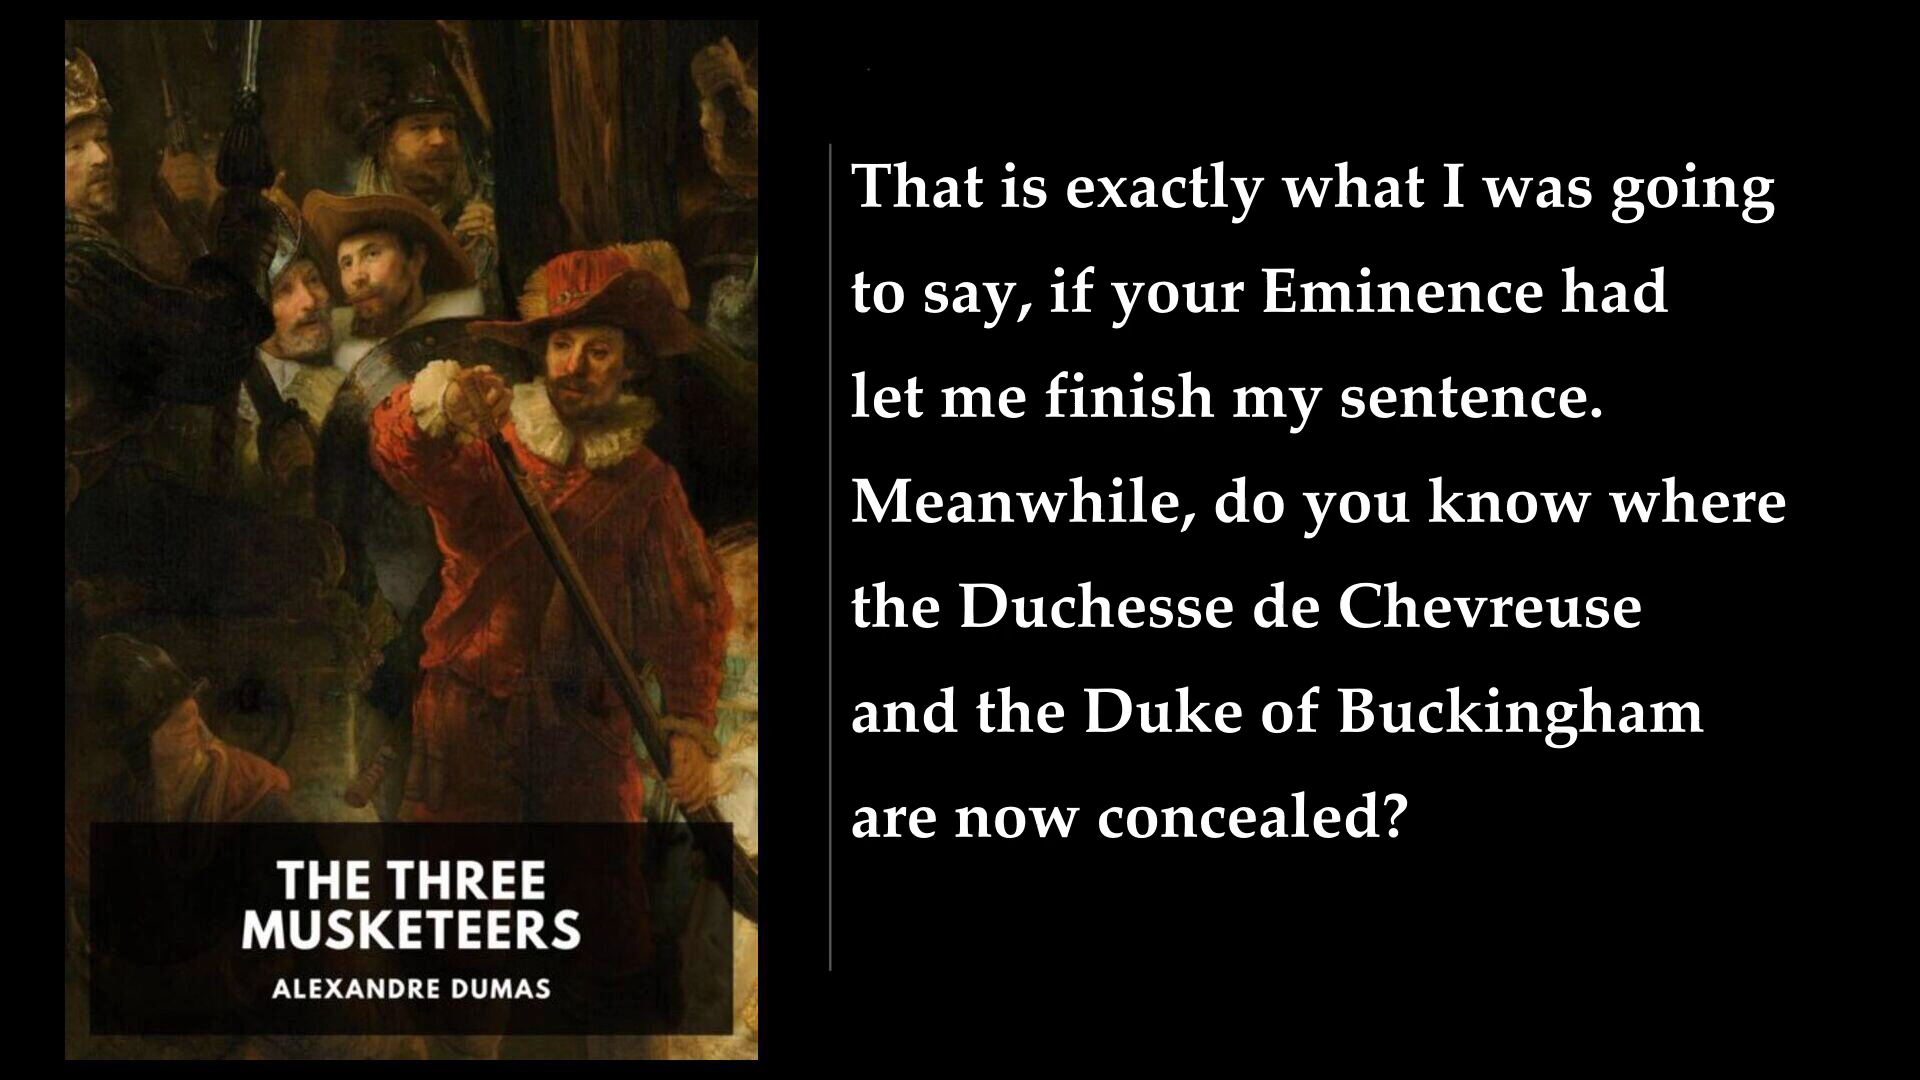 THE THREE
MUSKETEERS
ALEXANDRE DUMAS
That is exactly what I was going
to say, if your Eminence had
let me finish my sentence.
Meanwhile, do you know where
the Duchesse de Chevreuse
and the Duke of Buckingham
are now concealed?